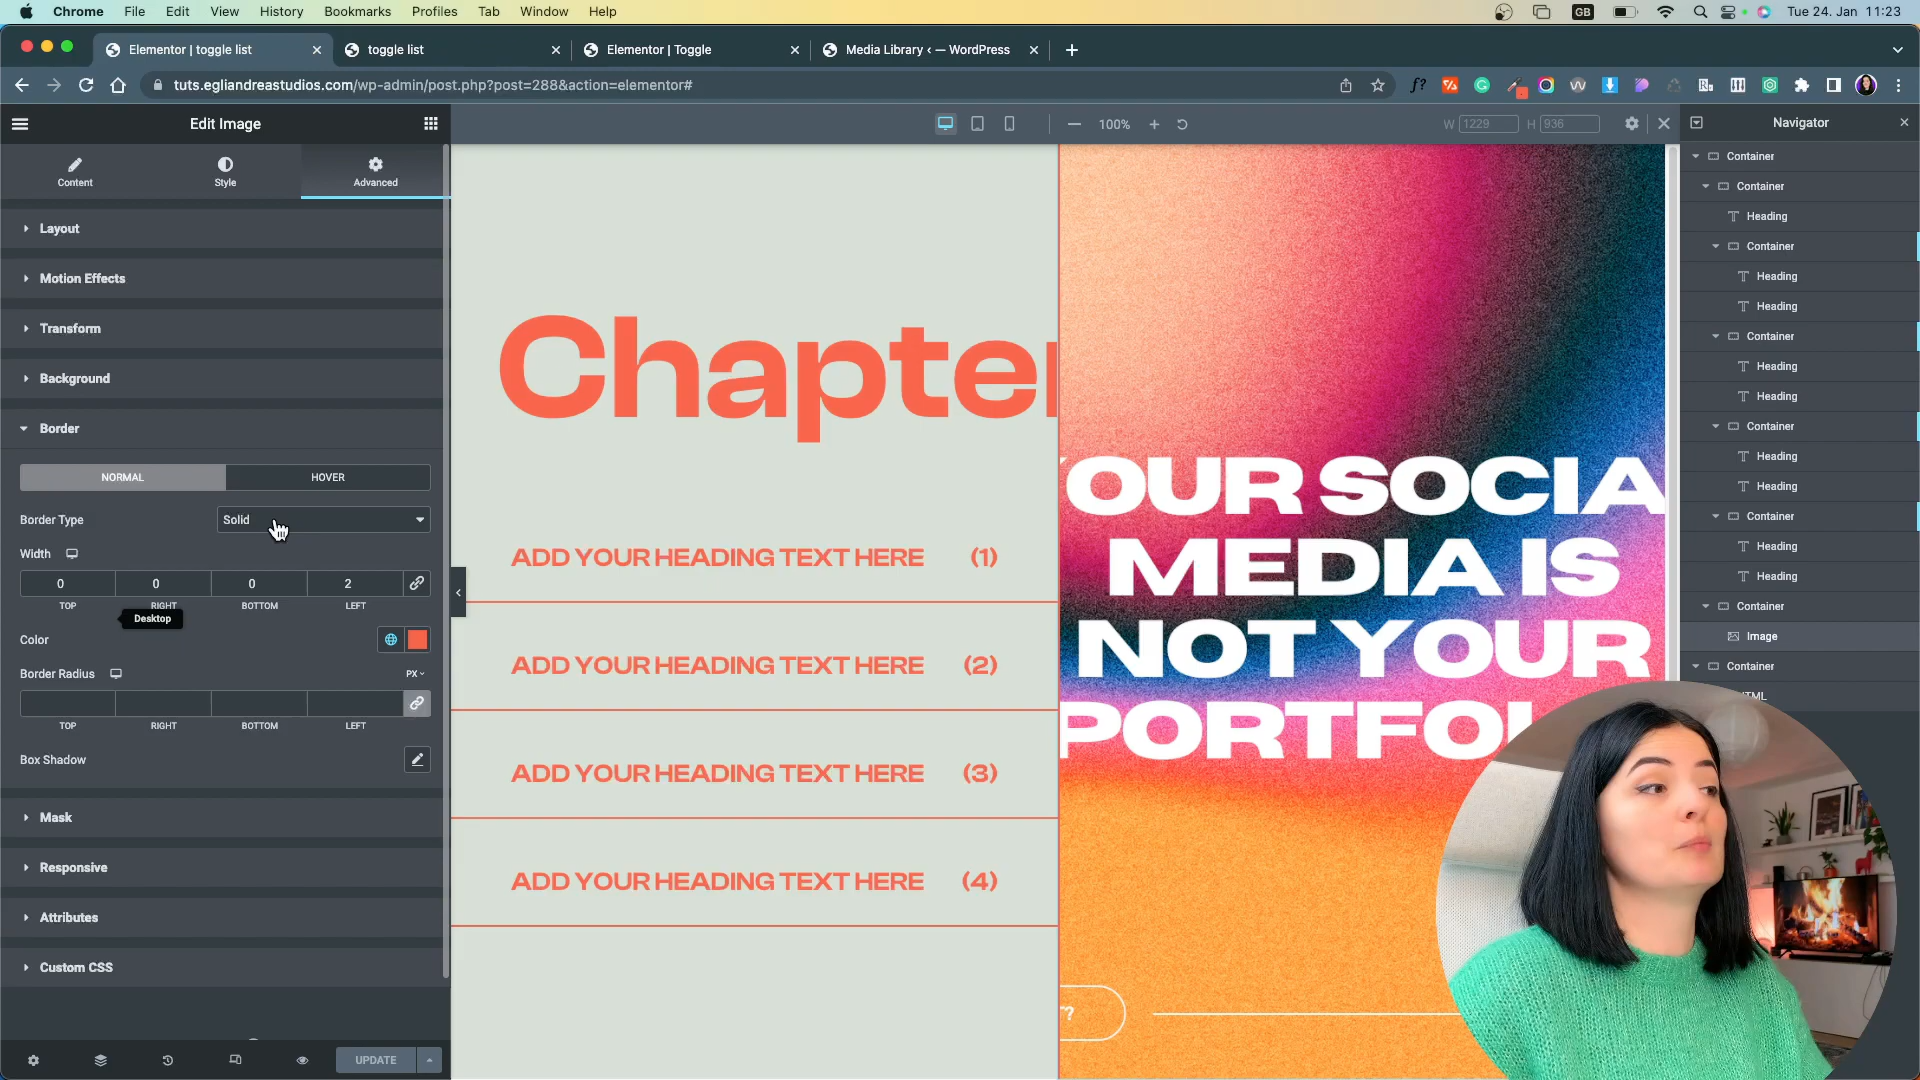 Chrome File Edit View History Bookmarks Profiles Tab Window Help GB Tue 24. Jan 11:23
Elementor | toggle list toggle list Elementor | Toggle Media Library ‹ — WordPress
tuts.egliandreastudios.com/wp-admin/post.php?post=288&action=elementor#
Edit Image
100%
W 1229 H 936
Navigator
Content
Style
Advanced
Layout
Motion Effects
Transform
Background
Border
NORMAL
HOVER
Border Type
Solid
Width
0 0 0 2
TOP RIGHT BOTTOM LEFT
Desktop
Color
Border Radius
PX
TOP RIGHT BOTTOM LEFT
Box Shadow
Mask
Responsive
Attributes
Custom CSS
UPDATE
Chapter
ADD YOUR HEADING TEXT HERE (1)
ADD YOUR HEADING TEXT HERE (2)
ADD YOUR HEADING TEXT HERE (3)
ADD YOUR HEADING TEXT HERE (4)
YOUR SOCIA
MEDIA IS
NOT YOUR
PORTFOL
?
Container
Container
Heading
Container
Heading
Heading
Container
Heading
Heading
Container
Heading
Heading
Container
Heading
Heading
Container
Image
Container
HTML